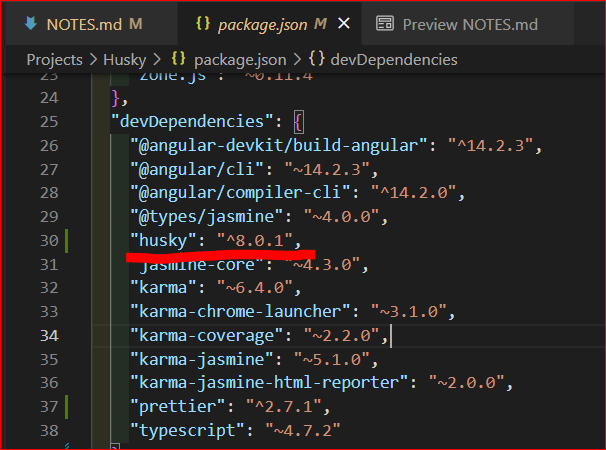 NOTES.md M
{} package.json M ×
Preview NOTES.md
Projects > Husky > {} package.json > {} devDependencies
23 "zone.js": "~0.11.4"
24 },
25 "devDependencies": {
26 "@angular-devkit/build-angular": "^14.2.3",
27 "@angular/cli": "~14.2.3",
28 "@angular/compiler-cli": "^14.2.0",
29 "@types/jasmine": "~4.0.0",
30 "husky": "^8.0.1",
31 "jasmine-core": "~4.3.0",
32 "karma": "~6.4.0",
33 "karma-chrome-launcher": "~3.1.0",
34 "karma-coverage": "~2.2.0",
35 "karma-jasmine": "~5.1.0",
36 "karma-jasmine-html-reporter": "~2.0.0",
37 "prettier": "^2.7.1",
38 "typescript": "~4.7.2"
}